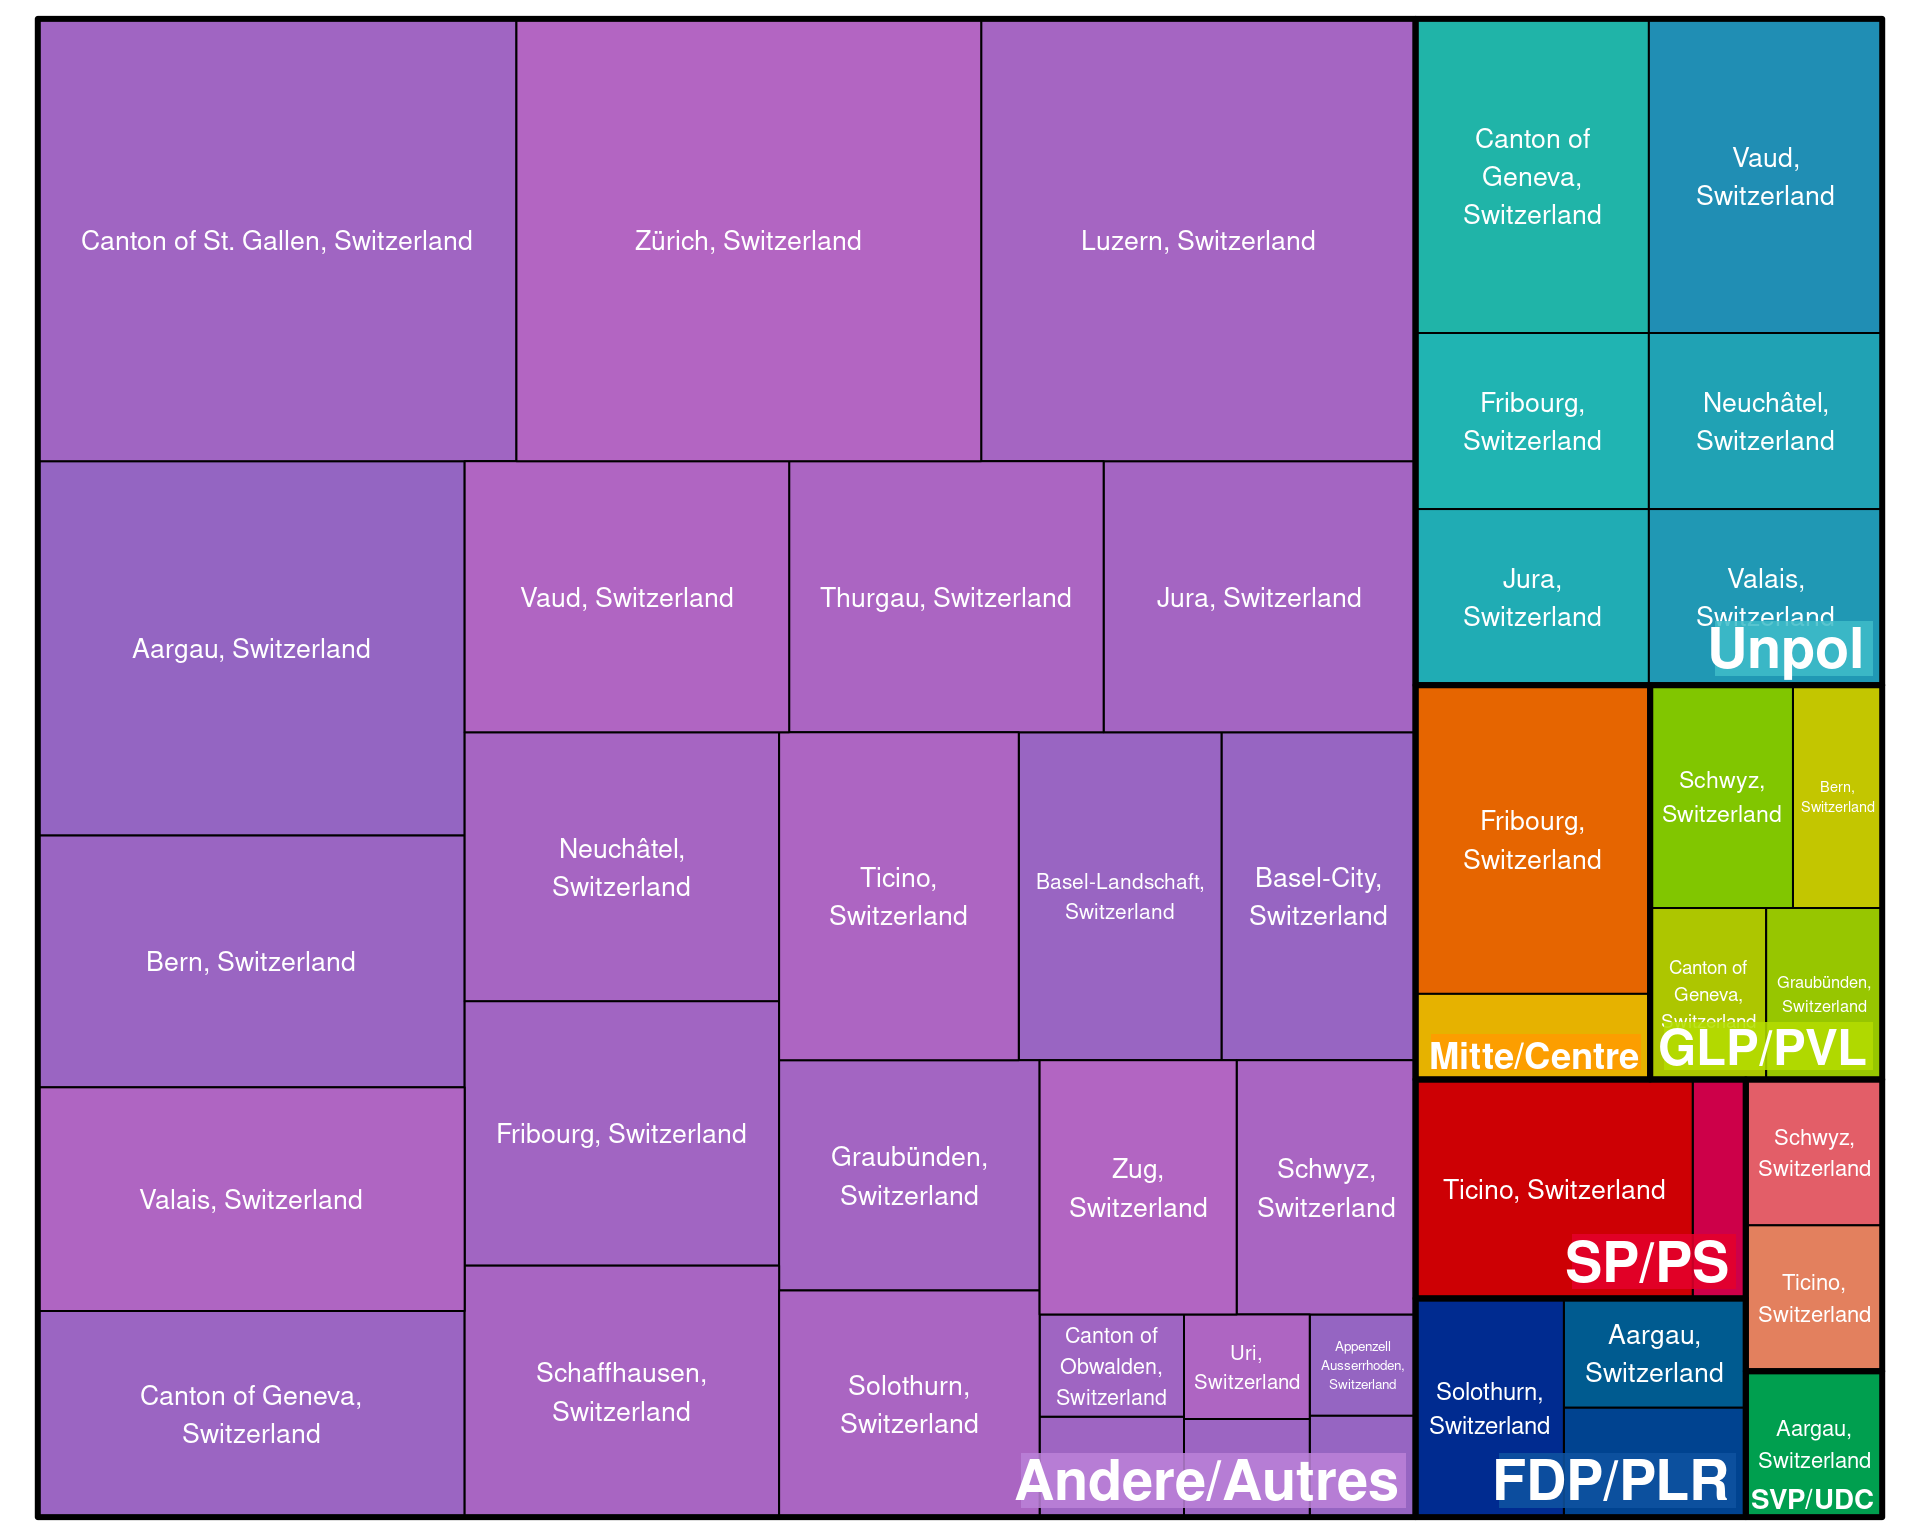 Canton of St. Gallen, Switzerland
Zürich, Switzerland
Luzern, Switzerland
Aargau, Switzerland
Vaud, Switzerland
Thurgau, Switzerland
Jura, Switzerland
Bern, Switzerland
Neuchâtel,
Switzerland
Ticino,
Switzerland
Basel-Landschaft,
Switzerland
Basel-City,
Switzerland
Valais, Switzerland
Fribourg, Switzerland
Graubünden,
Switzerland
Zug,
Switzerland
Schwyz,
Switzerland
Canton of Geneva,
Switzerland
Schaffhausen,
Switzerland
Solothurn,
Switzerland
Canton of
Obwalden,
Switzerland
Uri,
Switzerland
Appenzell
Ausserrhoden,
Switzerland
Andere/Autres
Canton of
Geneva,
Switzerland
Vaud,
Switzerland
Fribourg,
Switzerland
Neuchâtel,
Switzerland
Jura,
Switzerland
Valais,
Switzerland
Unpol
Fribourg,
Switzerland
Mitte/Centre
Schwyz,
Switzerland
Bern,
Switzerland
Canton of
Geneva,
Switzerland
Graubünden,
Switzerland
GLP/PVL
Ticino, Switzerland
SP/PS
Schwyz,
Switzerland
Ticino,
Switzerland
Solothurn,
Switzerland
Aargau,
Switzerland
FDP/PLR
Aargau,
Switzerland
SVP/UDC